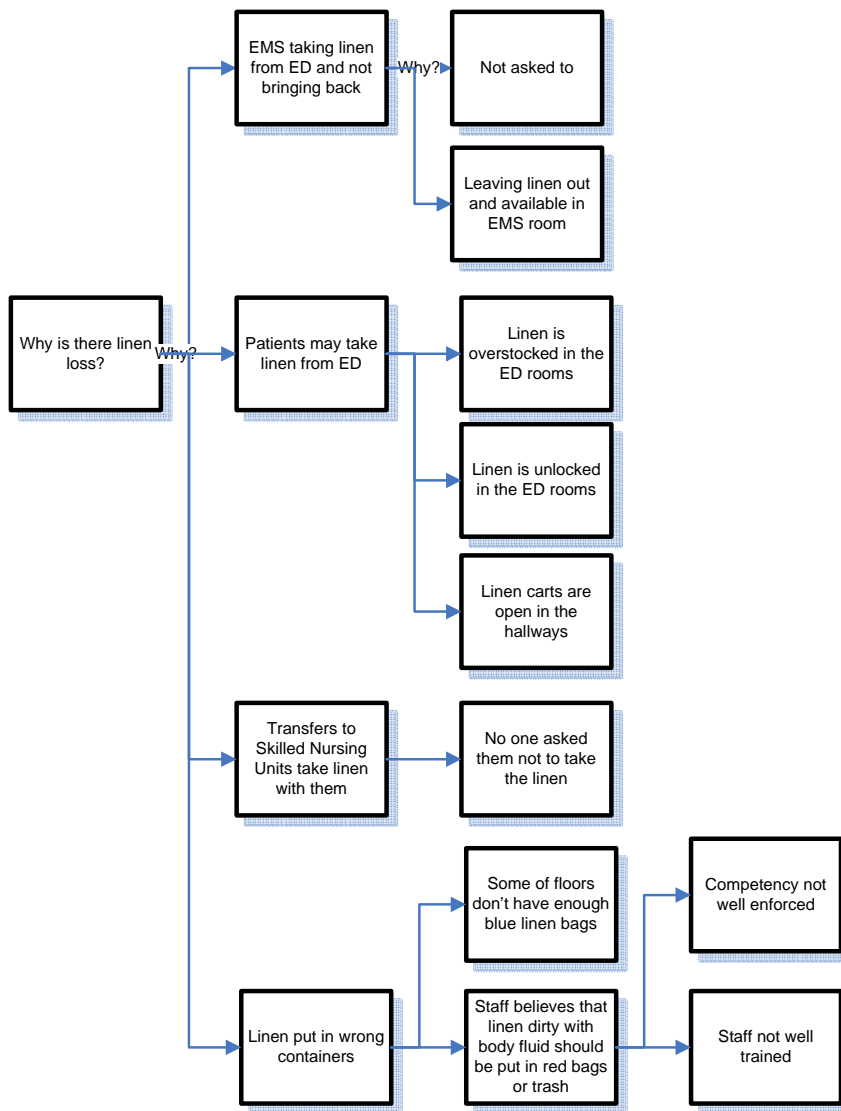 EMS taking linen
from ED and not
bringing back
Why?
Not asked to
Leaving linen out
and available in
EMS room
Why is there linen
loss?
Why?
Patients may take
linen from ED
Linen is
overstocked in the
ED rooms
Linen is unlocked
in the ED rooms
Linen carts are
open in the
hallways
Transfers to
Skilled Nursing
Units take linen
with them
No one asked
them not to take
the linen
Linen put in wrong
containers
Some of floors
don’t have enough
blue linen bags
Staff believes that
linen dirty with
body fluid should
be put in red bags
or trash
Competency not
well enforced
Staff not well
trained